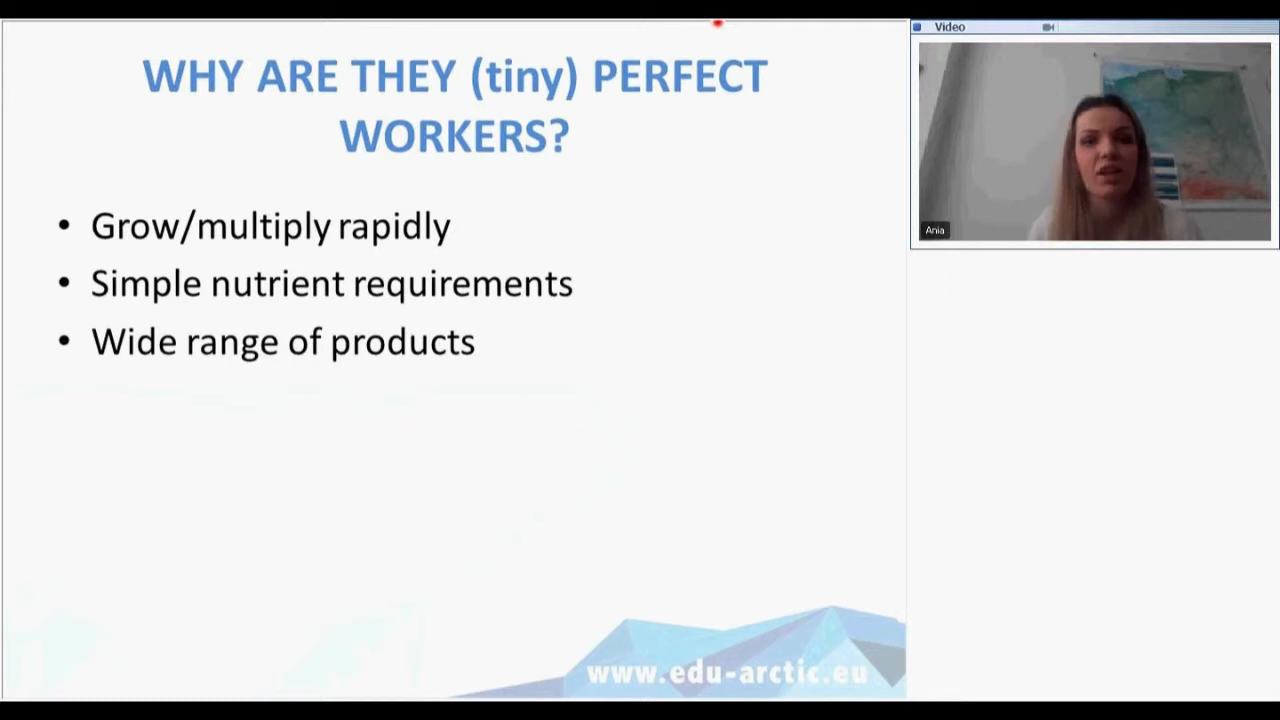 WHY ARE THEY (tiny) PERFECT
WORKERS?
• Grow/multiply rapidly
• Simple nutrient requirements
• Wide range of products
www.edu-arctic.eu
Video
Ania